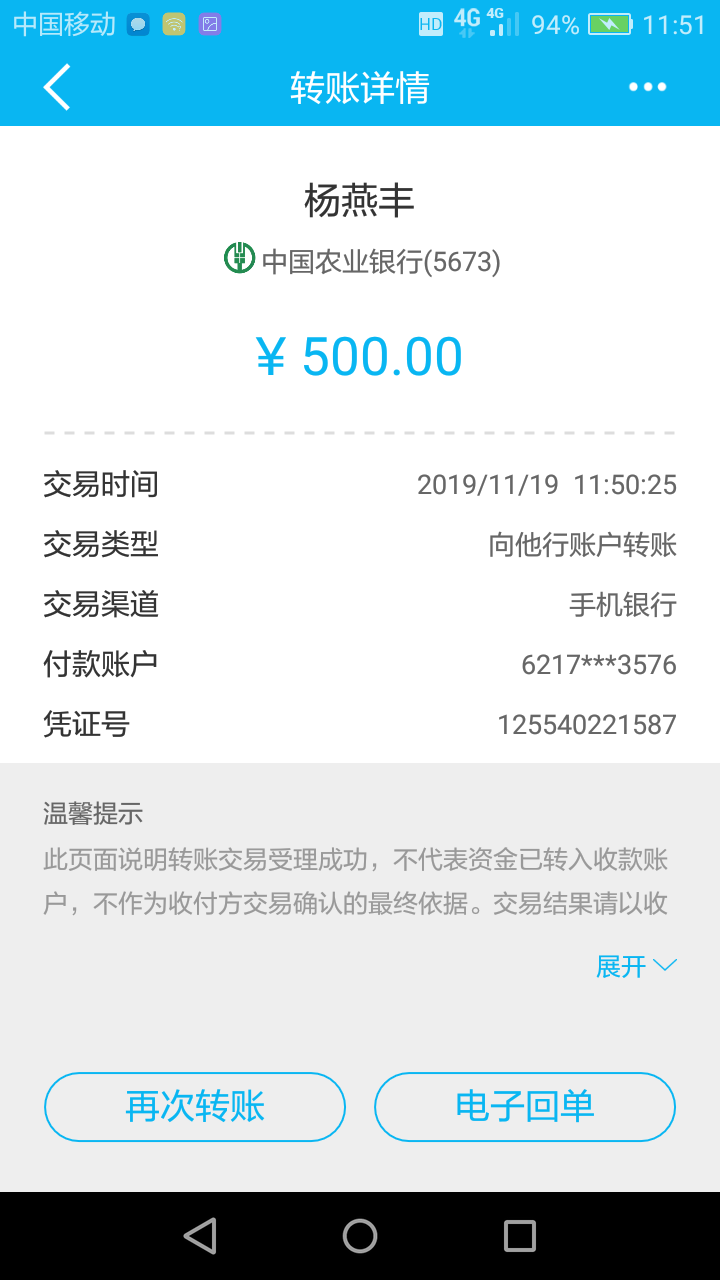 中国移动 HD 4G 4G 94% 11:51
转账详情
杨燕丰
中国农业银行(5673)
¥ 500.00
交易时间 2019/11/19 11:50:25
交易类型 向他行账户转账
交易渠道 手机银行
付款账户 6217***3576
凭证号 125540221587
温馨提示
此页面说明转账交易受理成功，不代表资金已转入收款账
户，不作为收付方交易确认的最终依据。交易结果请以收
展开
再次转账 电子回单